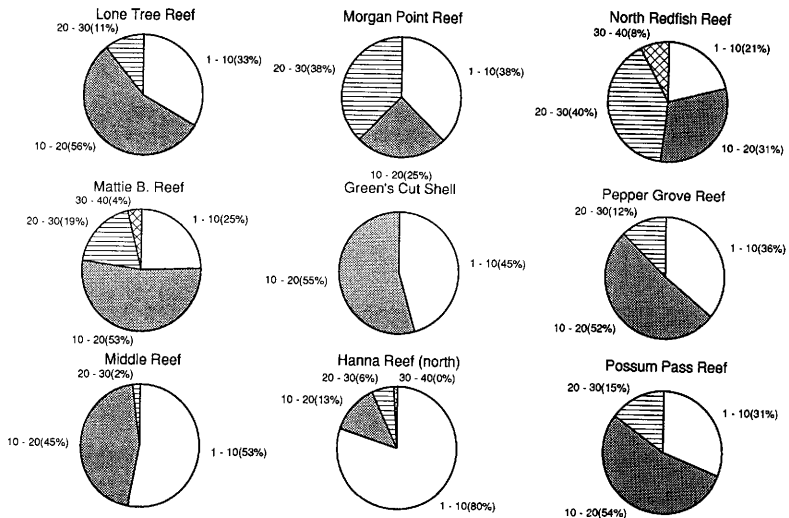 Lone Tree Reef
20 - 30(11%)
1 - 10(33%)
10 - 20(56%)
Morgan Point Reef
20 - 30(38%)
1 - 10(38%)
10 - 20(25%)
North Redfish Reef
30 - 40(8%)
1 - 10(21%)
20 - 30(40%)
10 - 20(31%)
Mattie B. Reef
30 - 40(4%)
20 - 30(19%)
1 - 10(25%)
10 - 20(53%)
Green's Cut Shell
10 - 20(55%)
1 - 10(45%)
Pepper Grove Reef
20 - 30(12%)
1 - 10(36%)
10 - 20(52%)
Middle Reef
20 - 30(2%)
10 - 20(45%)
1 - 10(53%)
Hanna Reef (north)
20 - 30(6%)
30 - 40(0%)
10 - 20(13%)
1 - 10(80%)
Possum Pass Reef
20 - 30(15%)
1 - 10(31%)
10 - 20(54%)